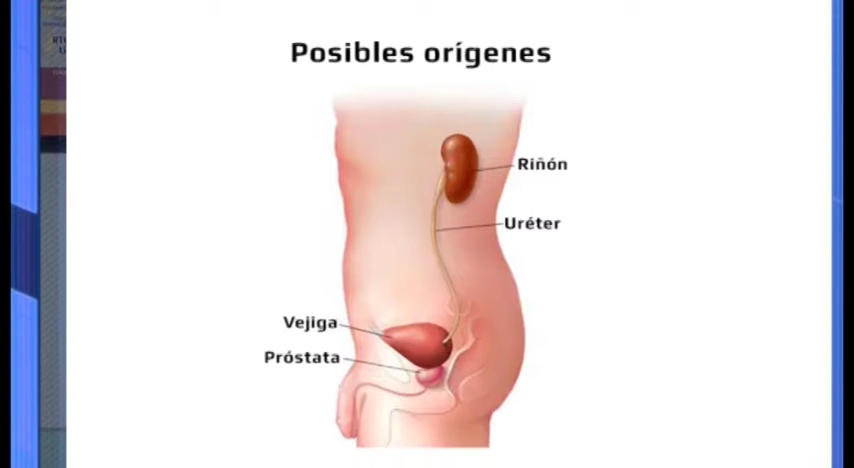 Posibles orígenes
Riñón
Uréter
Vejiga
Próstata